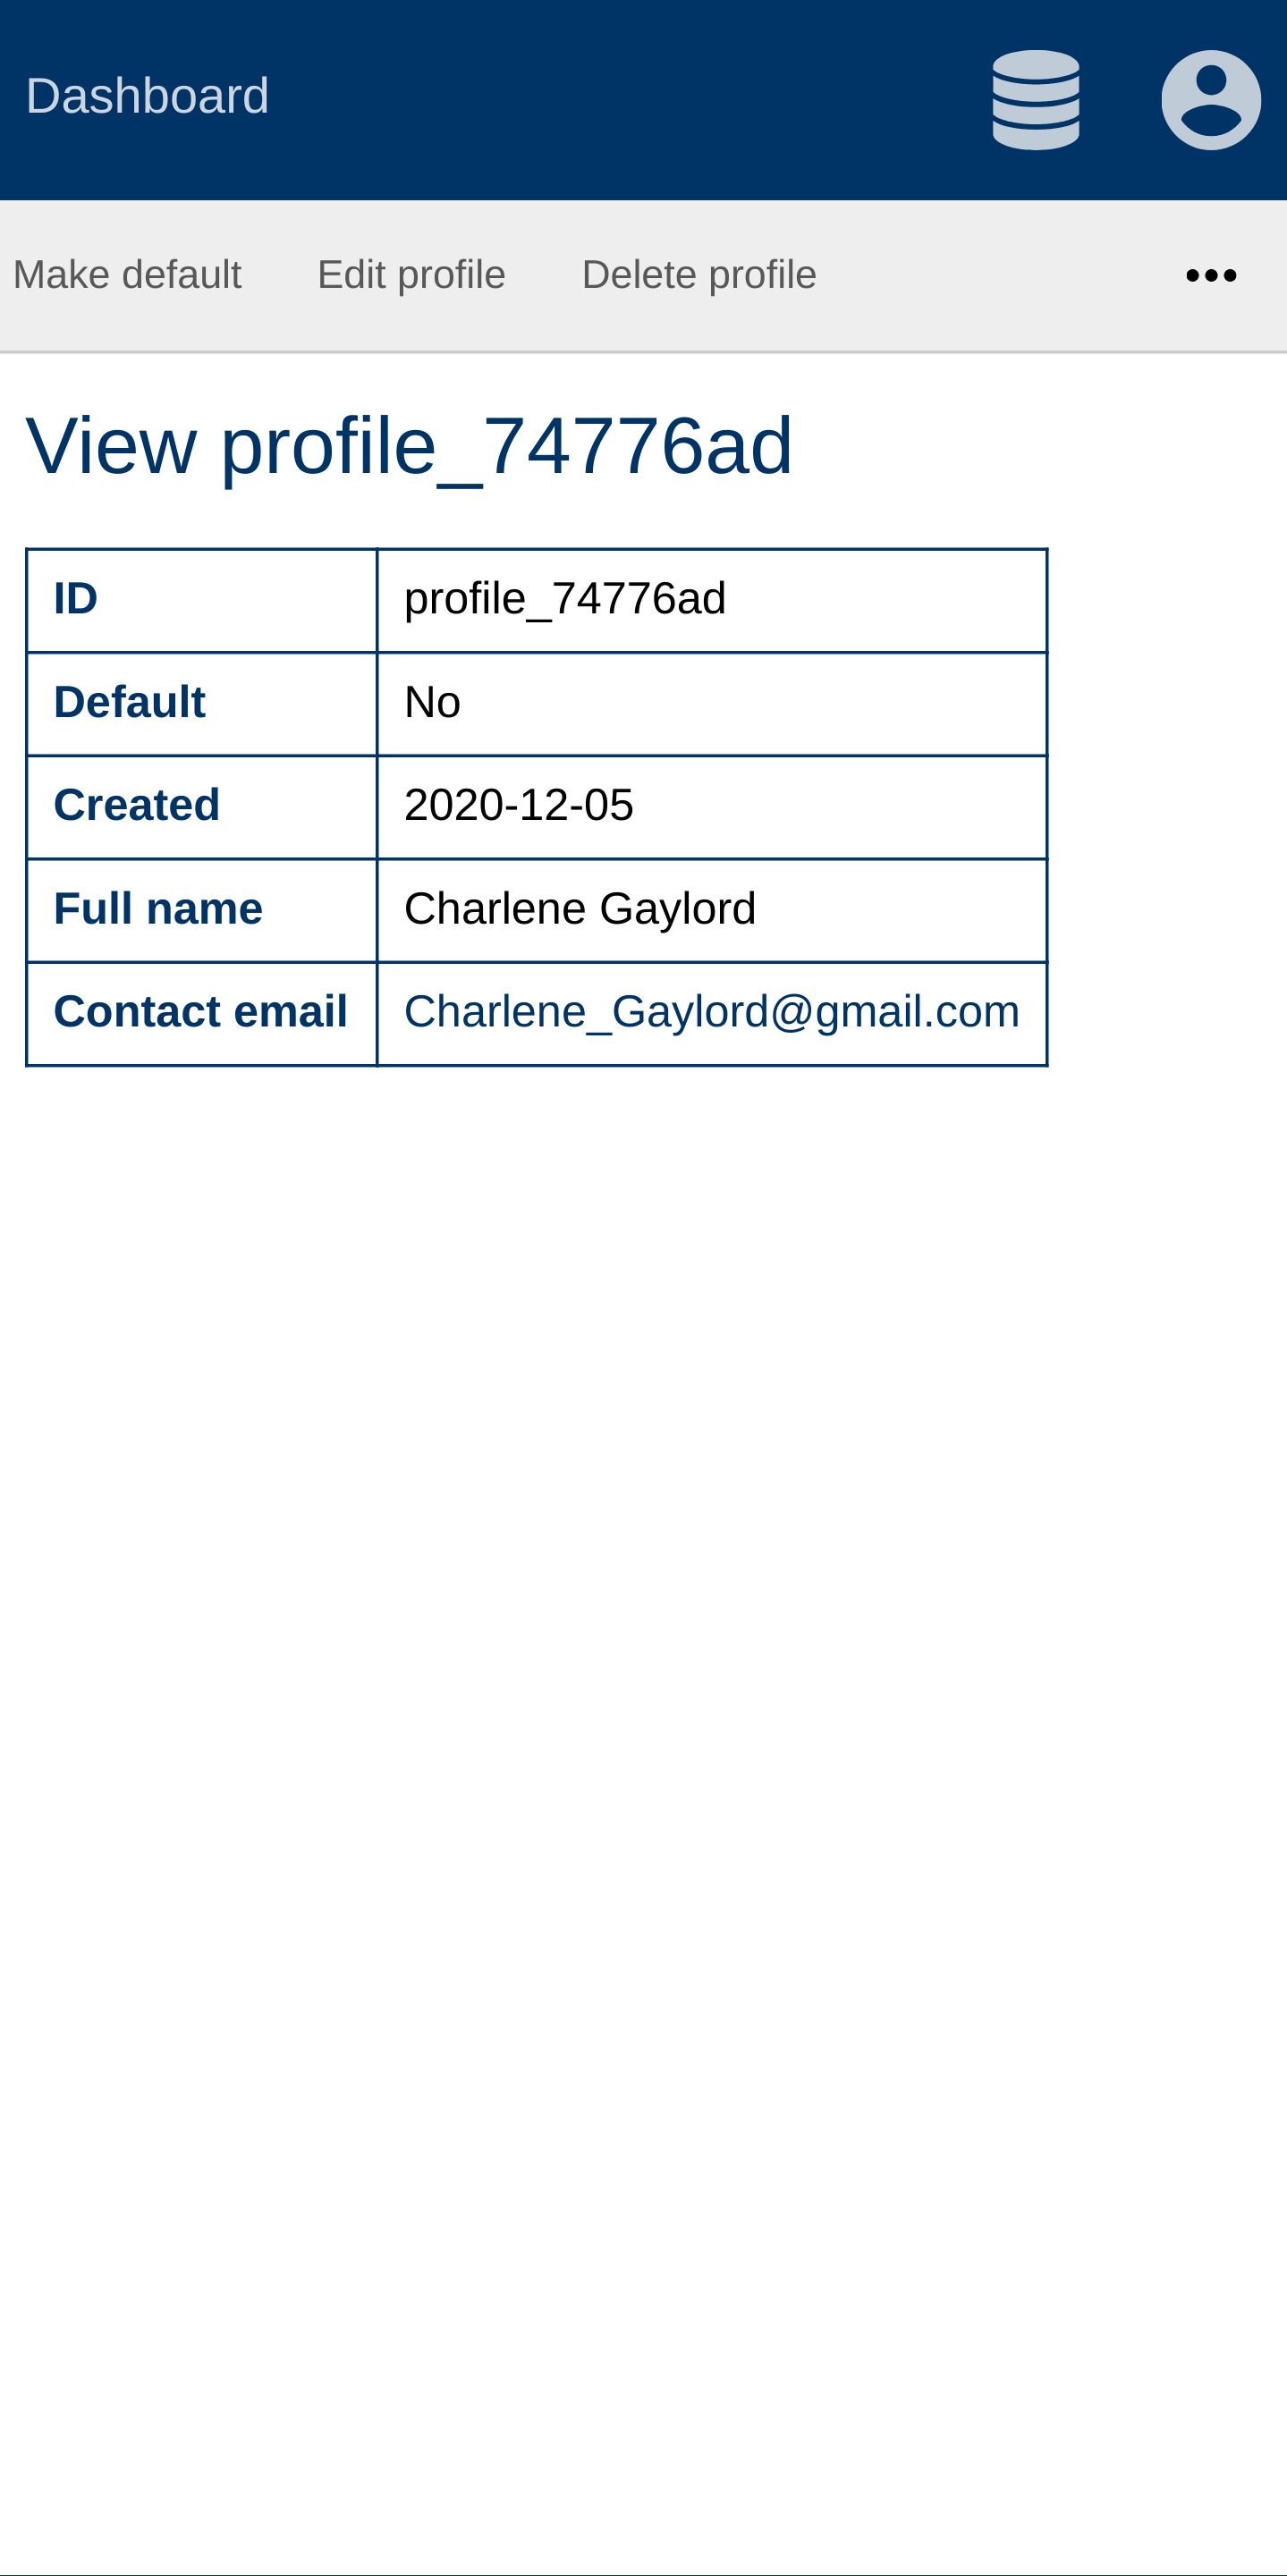 Dashboard
Make default Edit profile Delete profile
View profile_74776ad
ID profile_74776ad
Default No
Created 2020-12-05
Full name Charlene Gaylord
Contact email Charlene_Gaylord@gmail.com